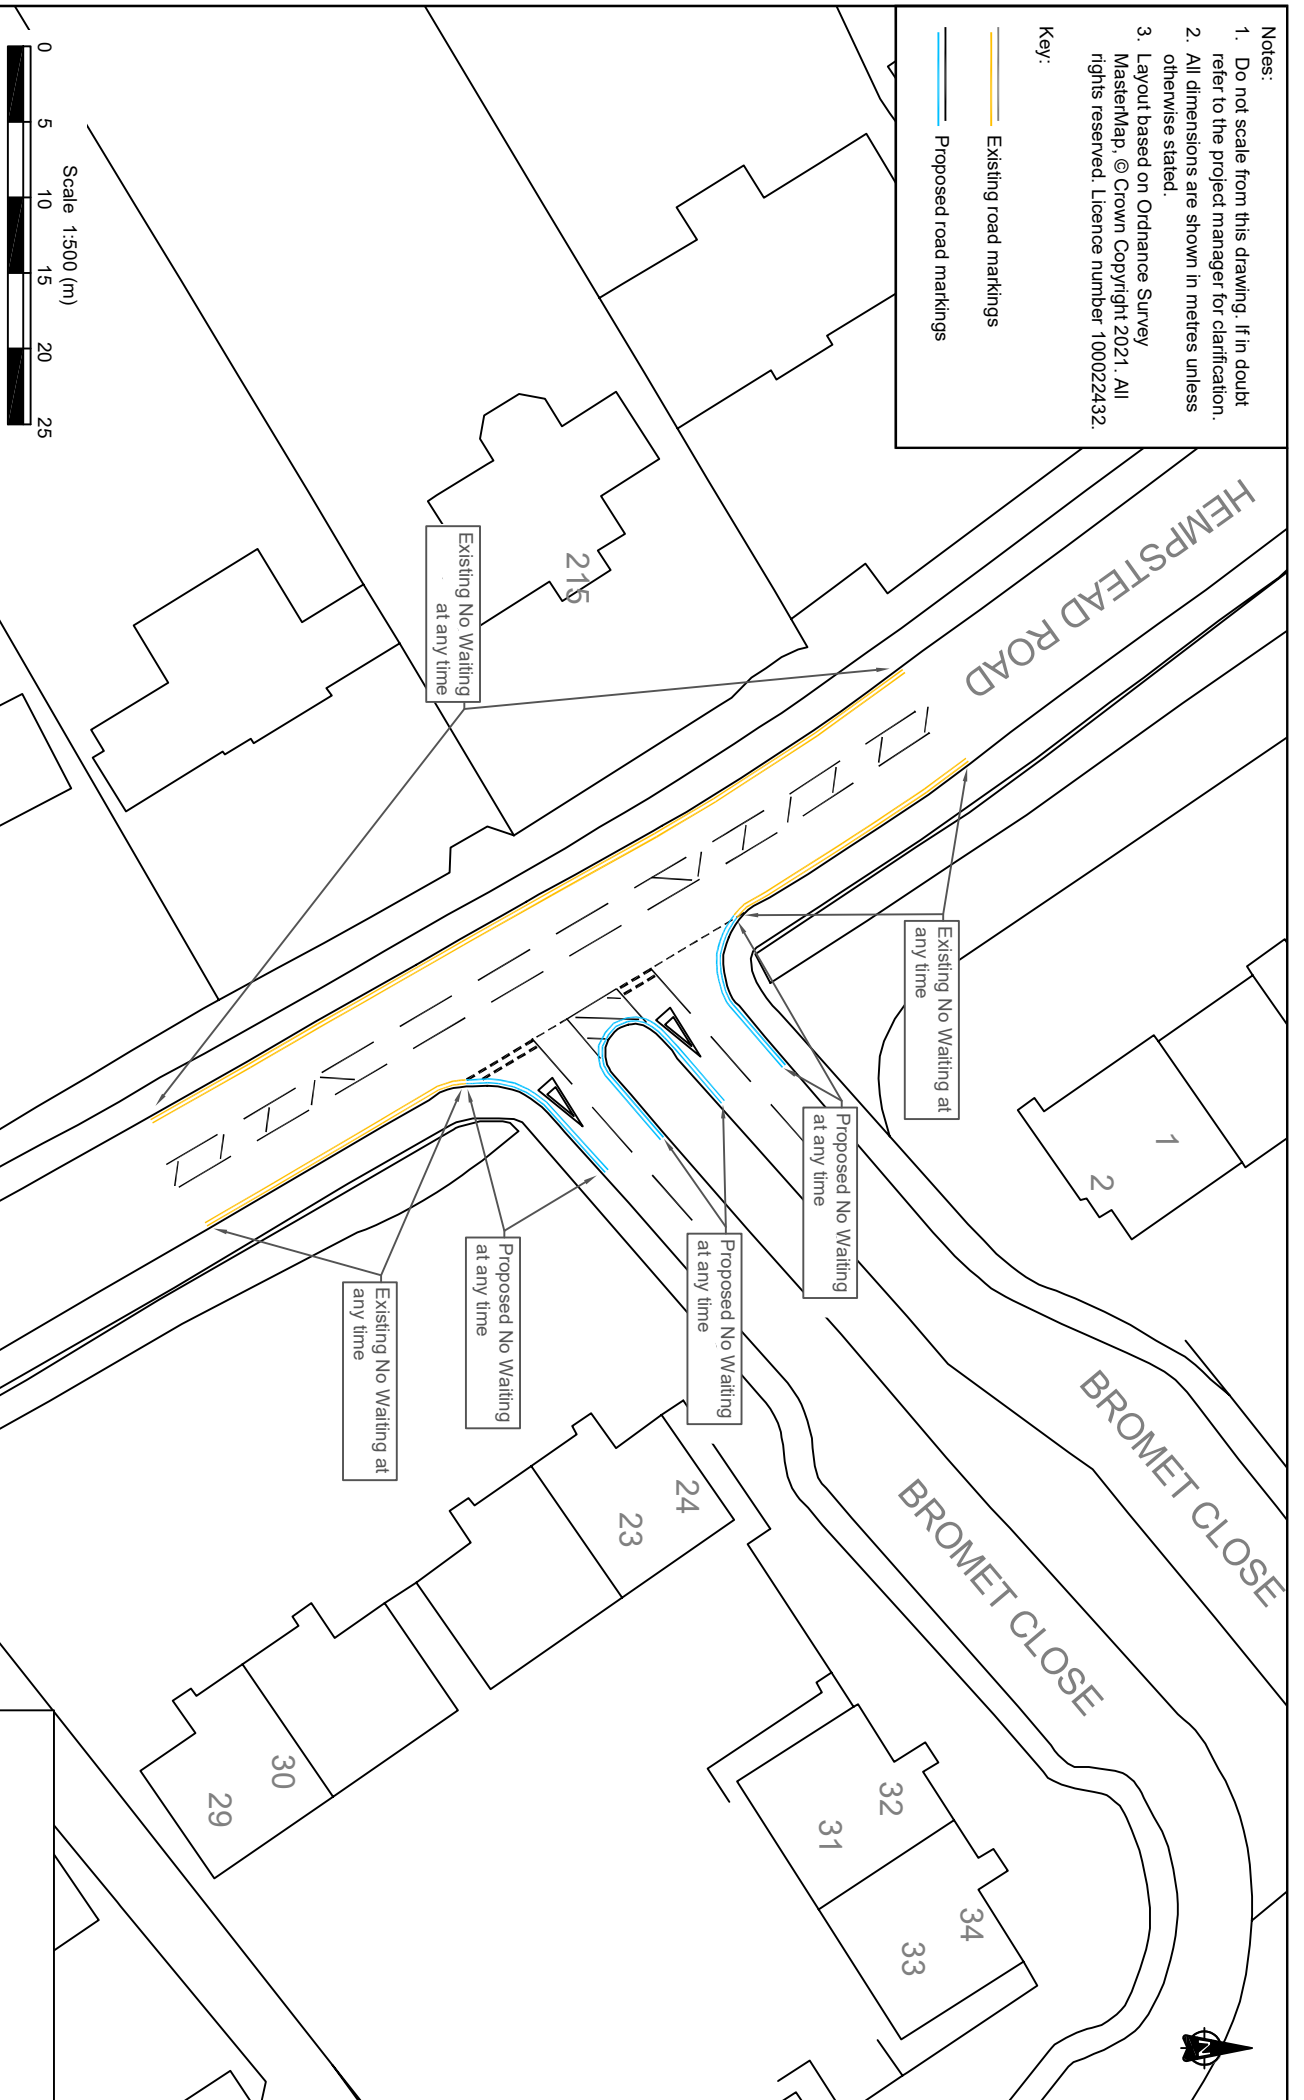 Notes:
1. Do not scale from this drawing. If in doubt
refer to the project manager for clarification.
2. All dimensions are shown in metres unless
otherwise stated.
3. Layout based on Ordnance Survey
MasterMap, © Crown Copyright 2021. All
rights reserved. Licence number 100022432.
Key:
Existing road markings
Proposed road markings
HEMPSTEAD ROAD
BROMET CLOSE
BROMET CLOSE
Existing No Waiting at
any time
Proposed No Waiting
at any time
Proposed No Waiting
at any time
Proposed No Waiting
at any time
Existing No Waiting at
any time
Existing No Waiting
at any time
215
1
2
24
23
30
29
32
31
34
33
N
Scale 1:500 (m)
0 5 10 15 20 25